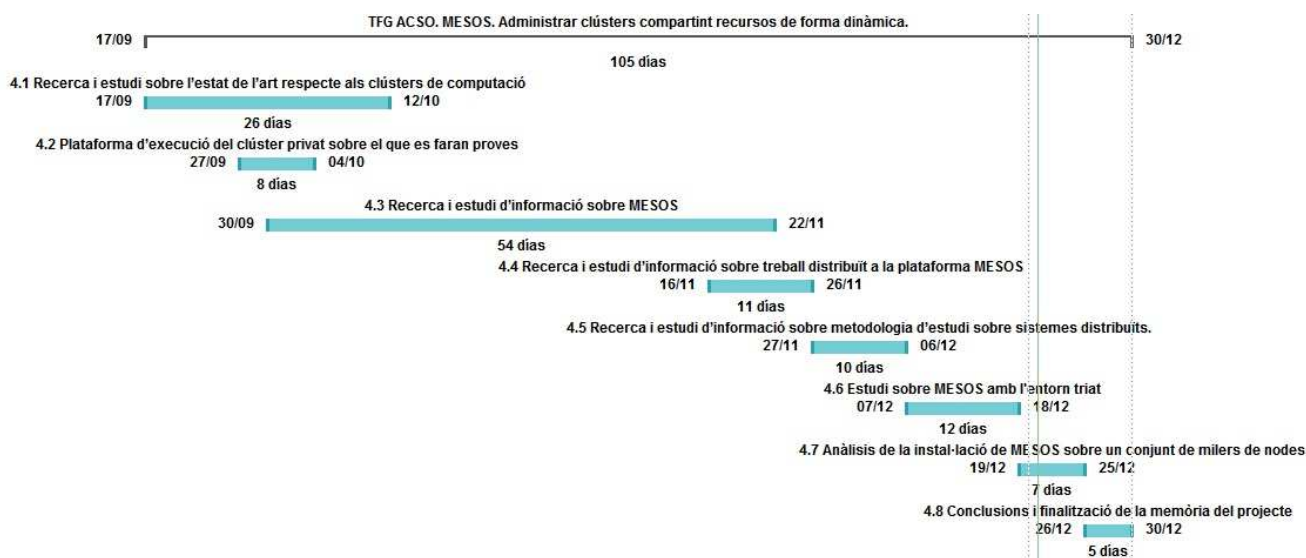 TFG ACSO. MESOS. Administrar clústers compartint recursos de forma dinàmica.
17/09 30/12
105 días
4.1 Recerca i estudi sobre l'estat de l'art respecte als clústers de computació
17/09 12/10
26 días
4.2 Plataforma d'execució del clúster privat sobre el que es faran proves
27/09 04/10
8 días
4.3 Recerca i estudi d'informació sobre MESOS
30/09 22/11
54 días
4.4 Recerca i estudi d'informació sobre treball distribuït a la plataforma MESOS
16/11 26/11
11 días
4.5 Recerca i estudi d'informació sobre metodologia d'estudi sobre sistemes distribuïts.
27/11 06/12
10 días
4.6 Estudi sobre MESOS amb l'entorn triat
07/12 18/12
12 días
4.7 Anàlisis de la instal·lació de MESOS sobre un conjunt de milers de nodes
19/12 25/12
7 días
4.8 Conclusions i finalització de la memòria del projecte
26/12 30/12
5 días